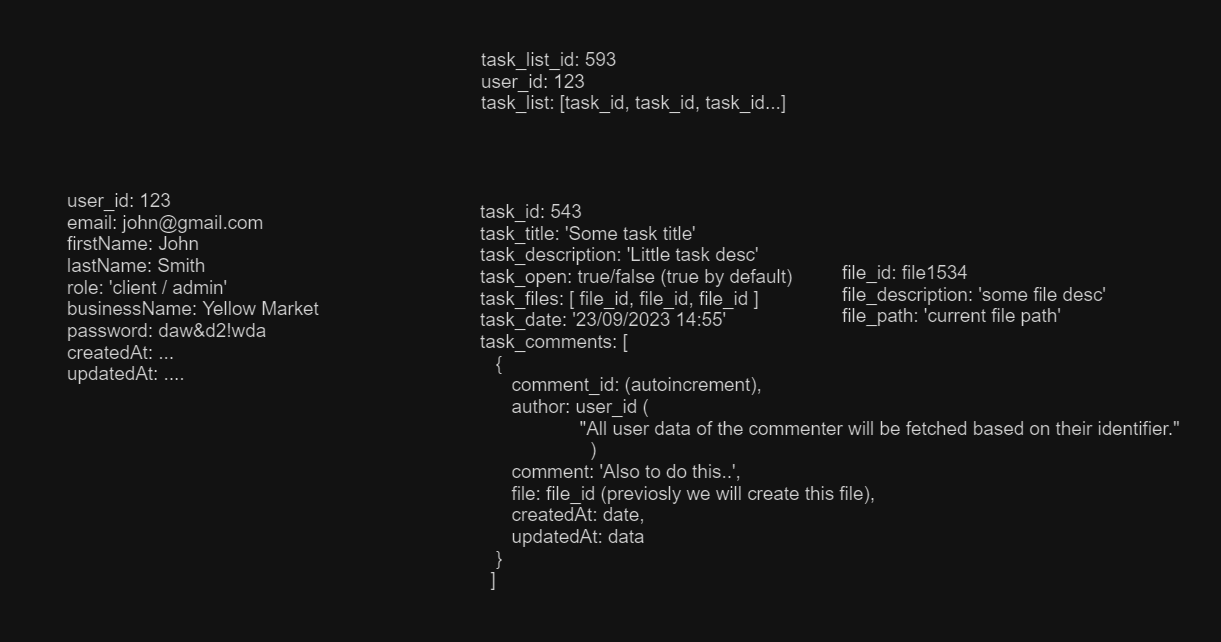 task_list_id: 593
user_id: 123
task_list: [task_id, task_id, task_id...]
user_id: 123
email: john@gmail.com
firstName: John
lastName: Smith
role: 'client / admin'
businessName: Yellow Market
password: daw&d2!wda
createdAt: ...
updatedAt: ....
task_id: 543
task_title: 'Some task title'
task_description: 'Little task desc'
task_open: true/false (true by default)
task_files: [ file_id, file_id, file_id ]
task_date: '23/09/2023 14:55'
task_comments: [
{
comment_id: (autoincrement),
author: user_id (
"All user data of the commenter will be fetched based on their identifier."
)
comment: 'Also to do this..',
file: file_id (previosly we will create this file),
createdAt: date,
updatedAt: data
}
]
file_id: file1534
file_description: 'some file desc'
file_path: 'current file path'